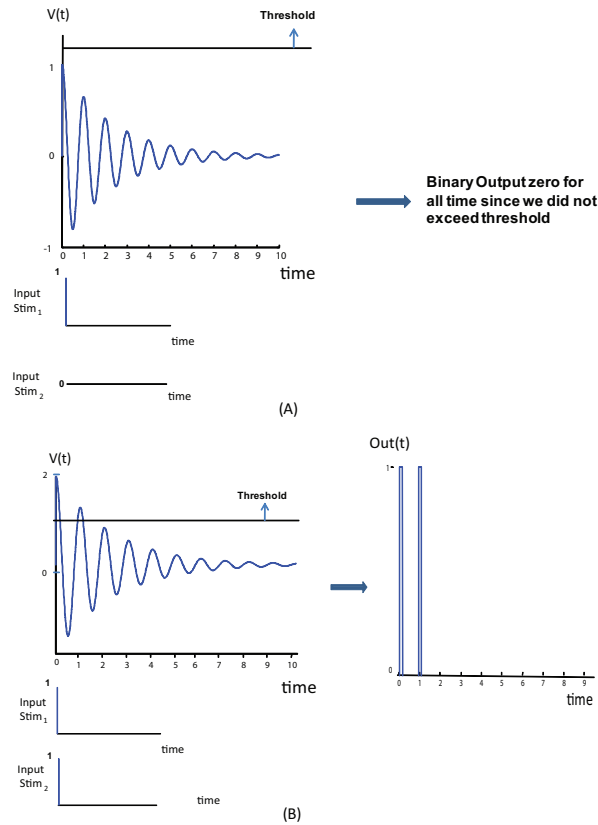 V(t)
Threshold
1
0
-1
0 1 2 3 4 5 6 7 8 9 10
time
Binary Output zero for
all time since we did not
exceed threshold
1
Input
Stim1
time
Input
Stim2
0
time
(A)
V(t)
2
Threshold
0
0 1 2 3 4 5 6 7 8 9 10
time
Out(t)
1
0
0 1 2 3 4 5 6 7 8 9
time
1
Input
Stim1
time
1
Input
Stim2
time
(B)